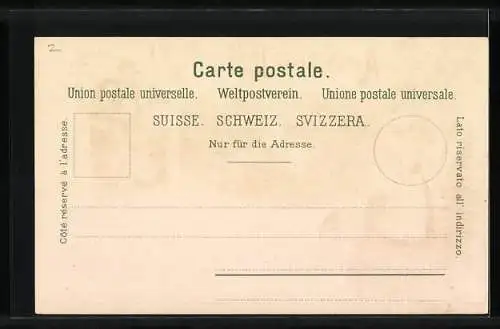 Carte postale.
Union postale universelle. Weltpostverein. Unione postale universale.
SUISSE. SCHWEIZ. SVIZZERA.
Nur für die Adresse.
Côté réservé à l'adresse.
Lato riservato all' indirizzo.